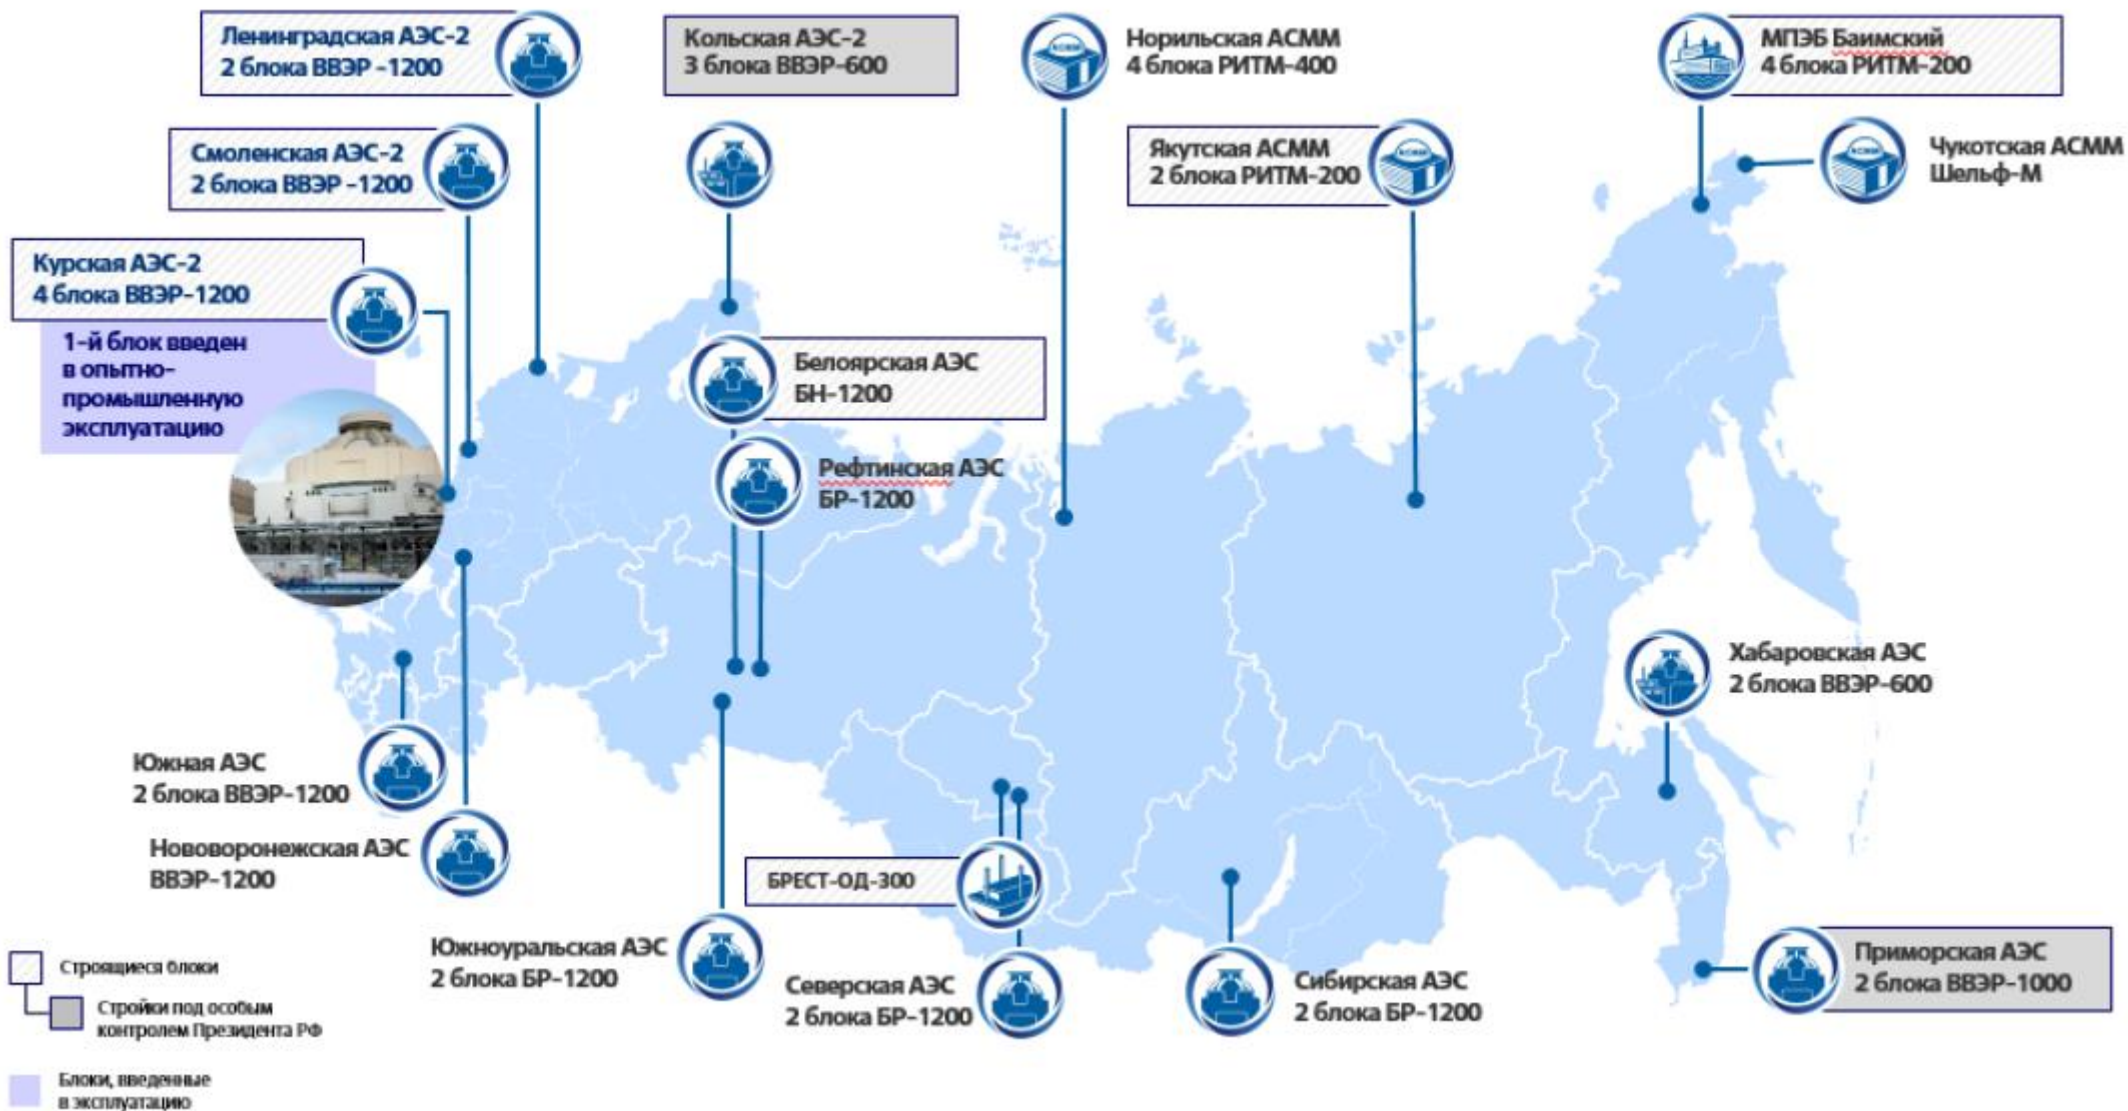 Ленинградская АЭС-2
2 блока ВВЭР -1200
Кольская АЭС-2
3 блока ВВЭР-600
Норильская АСММ
4 блока РИТМ-400
МПЭБ Баимский
4 блока РИТМ-200
Смоленская АЭС-2
2 блока ВВЭР -1200
Якутская АСММ
2 блока РИТМ-200
Чукотская АСММ
Шельф-М
Курская АЭС-2
4 блока ВВЭР-1200
1-й блок введен
в опытно-
промышленную
эксплуатацию
Белоярская АЭС
БН-1200
Рефтинская АЭС
БР-1200
Хабаровская АЭС
2 блока ВВЭР-600
Южная АЭС
2 блока ВВЭР-1200
Нововоронежская АЭС
ВВЭР-1200
БРЕСТ-ОД-300
Южноуральская АЭС
2 блока БР-1200
Северская АЭС
2 блока БР-1200
Сибирская АЭС
2 блока БР-1200
Приморская АЭС
2 блока ВВЭР-1000
Строящиеся блоки
Стройки под особым
контролем Президента РФ
Блоки, введенные
в эксплуатацию
АСММ
АСММ
АСММ